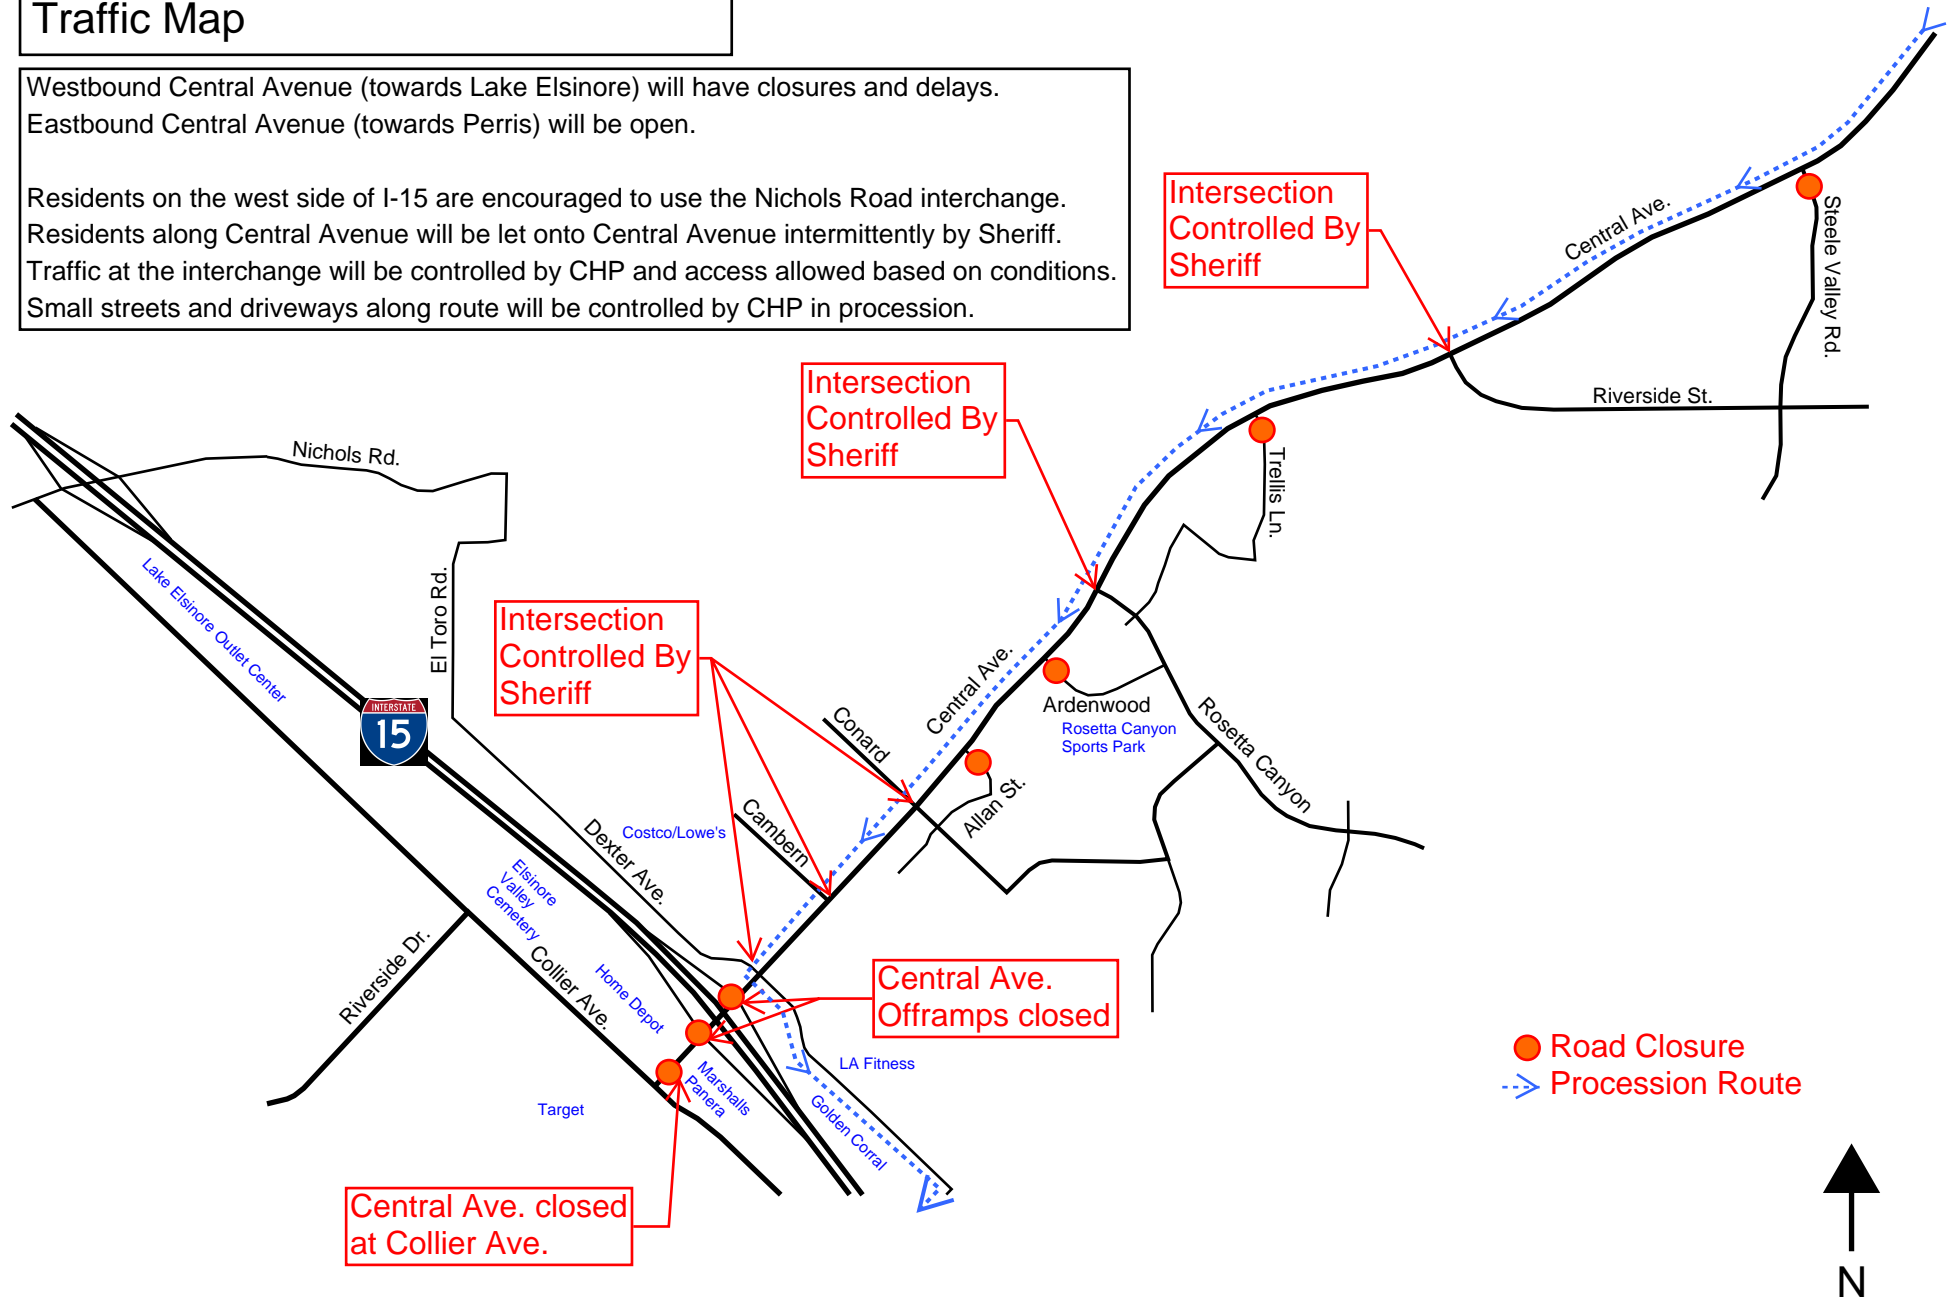 Traffic Map
Westbound Central Avenue (towards Lake Elsinore) will have closures and delays.
Eastbound Central Avenue (towards Perris) will be open.
Residents on the west side of I-15 are encouraged to use the Nichols Road interchange.
Residents along Central Avenue will be let onto Central Avenue intermittently by Sheriff.
Traffic at the interchange will be controlled by CHP and access allowed based on conditions.
Small streets and driveways along route will be controlled by CHP in procession.
Intersection
Controlled By
Sheriff
Central Ave.
Steele Valley Rd.
Riverside St.
Intersection
Controlled By
Sheriff
Trellis Ln.
Nichols Rd.
El Toro Rd.
Lake Elsinore Outlet Center
INTERSTATE
15
Intersection
Controlled By
Sheriff
Central Ave.
Conard
Ardenwood
Rosetta Canyon
Sports Park
Rosetta Canyon
Allan St.
Cambern
Costco/Lowe's
Dexter Ave.
Elsinore
Valley
Cemetery
Riverside Dr.
Collier Ave.
Home Depot
Central Ave.
Offramps closed
LA Fitness
Marshalls
Panera
Golden Corral
Target
Central Ave. closed
at Collier Ave.
Road Closure
Procession Route
N